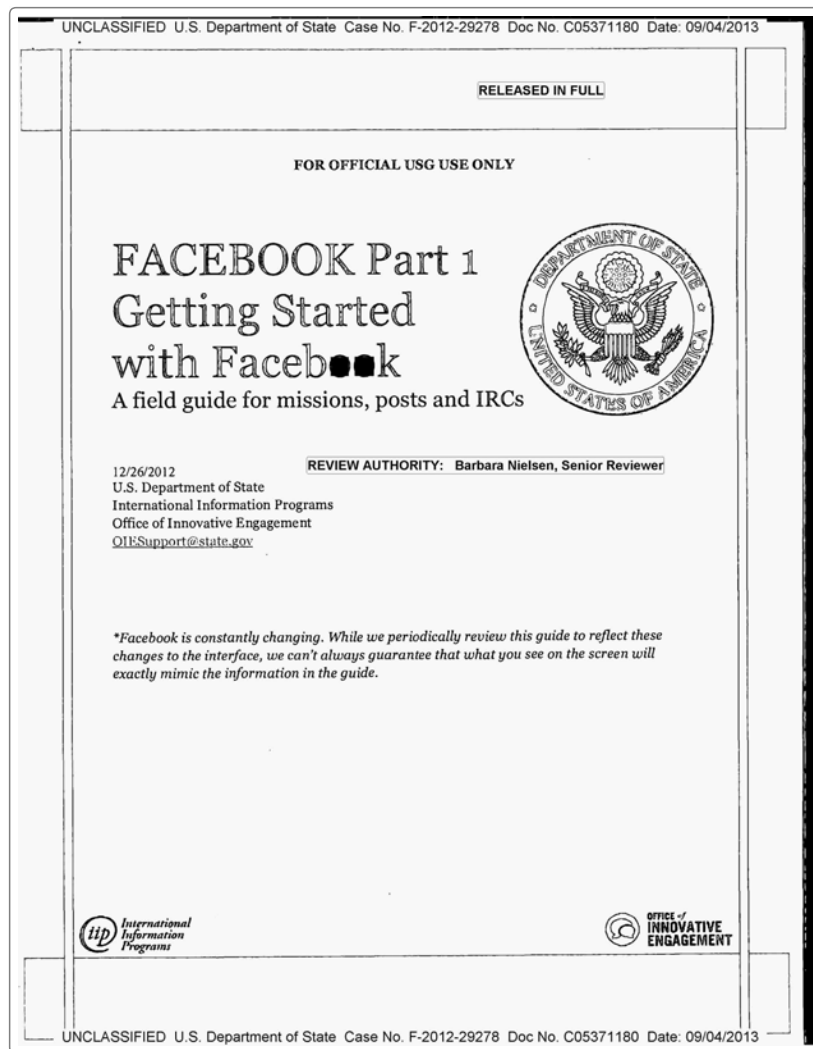 UNCLASSIFIED U.S. Department of State Case No. F-2012-29278 Doc No. C05371180 Date: 09/04/2013
RELEASED IN FULL
FOR OFFICIAL USG USE ONLY
FACEBOOK Part 1
Getting Started
with Facebook
A field guide for missions, posts and IRCs
DEPARTMENT OF STATE
UNITED STATES OF AMERICA
REVIEW AUTHORITY: Barbara Nielsen, Senior Reviewer
12/26/2012
U.S. Department of State
International Information Programs
Office of Innovative Engagement
OIESupport@state.gov
*Facebook is constantly changing. While we periodically review this guide to reflect these
changes to the interface, we can't always guarantee that what you see on the screen will
exactly mimic the information in the guide.
iip International
Information
Programs
OFFICE of
INNOVATIVE
ENGAGEMENT
UNCLASSIFIED U.S. Department of State Case No. F-2012-29278 Doc No. C05371180 Date: 09/04/2013